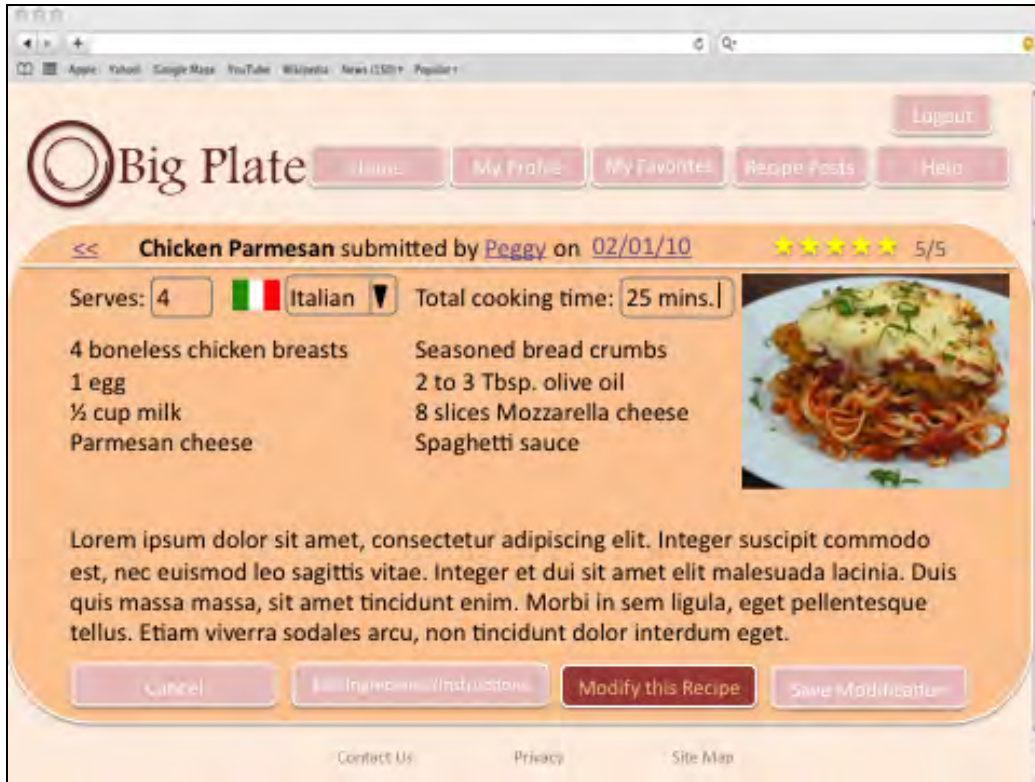 Apple Yahoo! Google Maps YouTube Wikipedia News (150) Popular
Logout
Big Plate Home My Profile My Favorites Recipe Posts Help
<< Chicken Parmesan submitted by Peggy on 02/01/10 5/5
Serves: 4 Italian Total cooking time: 25 mins.
4 boneless chicken breasts Seasoned bread crumbs
1 egg 2 to 3 Tbsp. olive oil
½ cup milk 8 slices Mozzarella cheese
Parmesan cheese Spaghetti sauce
Lorem ipsum dolor sit amet, consectetur adipiscing elit. Integer suscipit commodo
est, nec euismod leo sagittis vitae. Integer et dui sit amet elit malesuada lacinia. Duis
quis massa massa, sit amet tincidunt enim. Morbi in sem ligula, eget pellentesque
tellus. Etiam viverra sodales arcu, non tincidunt dolor interdum eget.
Cancel Ingredients/Instructions Modify this Recipe Save Modification
Contact Us Privacy Site Map